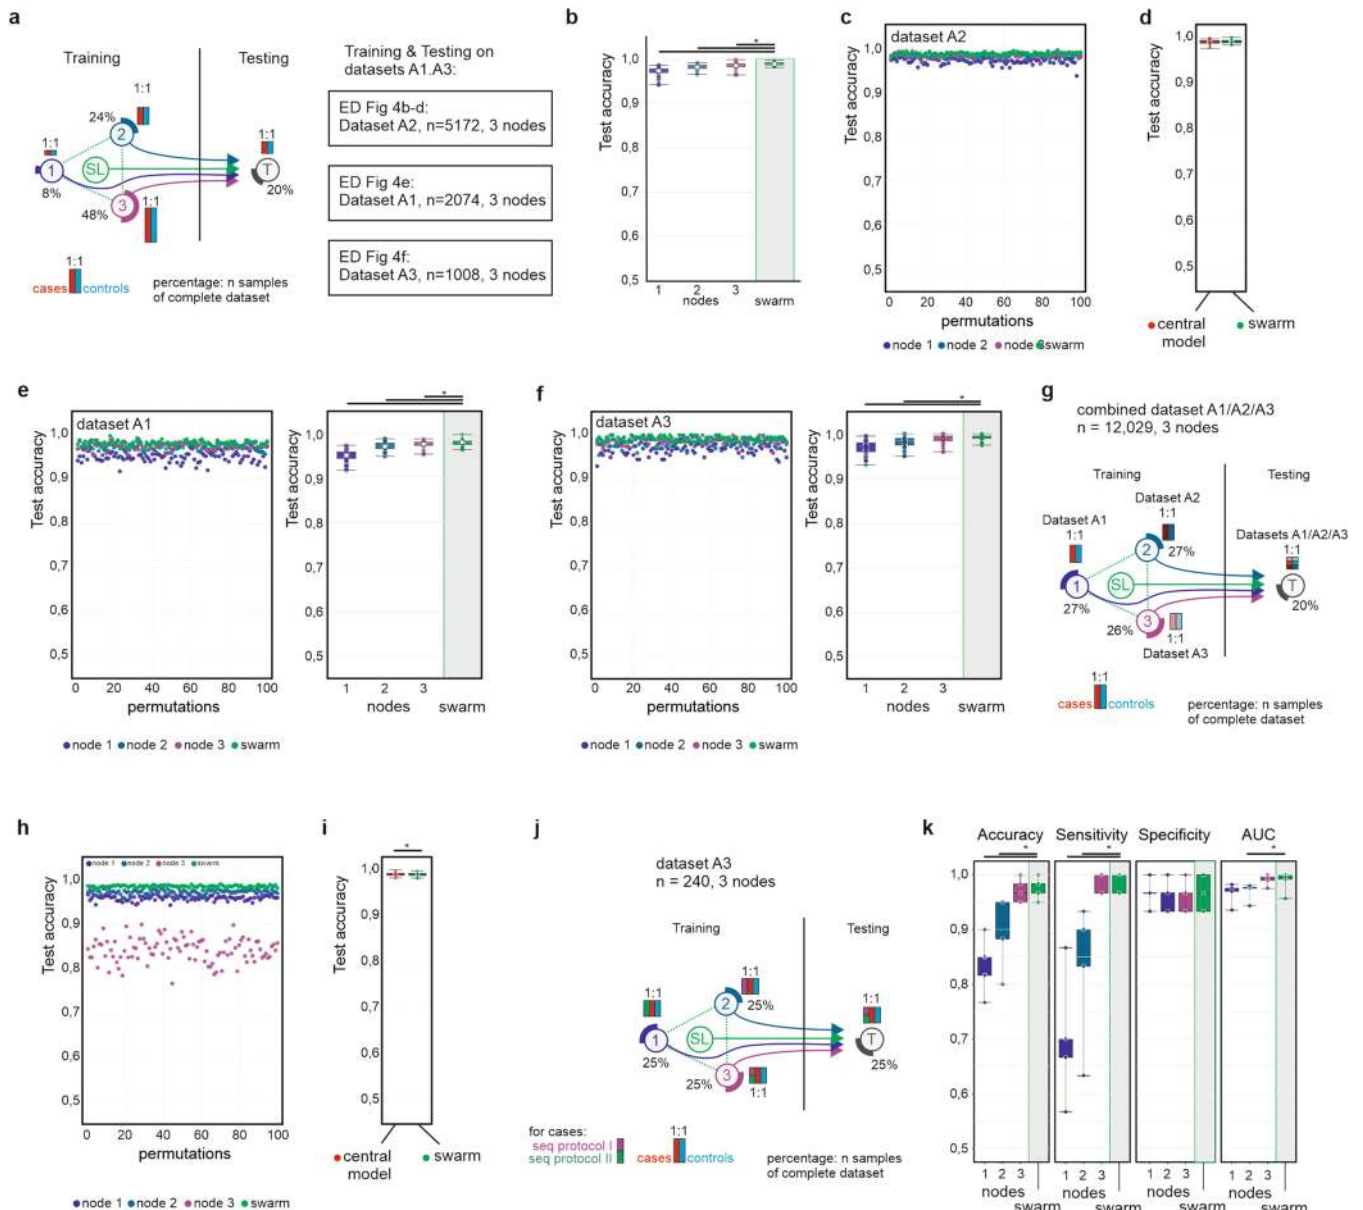 a
Training
Testing
Training & Testing on
datasets A1.A3:
ED Fig 4b-d:
Dataset A2, n=5172, 3 nodes
ED Fig 4e:
Dataset A1, n=2074, 3 nodes
ED Fig 4f:
Dataset A3, n=1008, 3 nodes
1:1
24%
2
1:1
1
SL
8%
1:1
3
48%
1:1
T
20%
1:1
cases
controls
percentage: n samples
of complete dataset
b
*
Test accuracy
1,0
0,9
0,8
0,7
0,6
0,5
1 2 3 swarm
nodes
c
dataset A2
Test accuracy
1,0
0,9
0,8
0,7
0,6
0,5
0 20 40 60 80 100
permutations
node 1 node 2 node 3 swarm
d
Test accuracy
1,0
0,9
0,8
0,7
0,6
0,5
central
model
swarm
e
dataset A1
Test accuracy
1,0
0,9
0,8
0,7
0,6
0,5
0 20 40 60 80 100
permutations
node 1 node 2 node 3 swarm
*
Test accuracy
1,0
0,9
0,8
0,7
0,6
0,5
1 2 3
nodes swarm
f
dataset A3
Test accuracy
1,0
0,9
0,8
0,7
0,6
0,5
0 20 40 60 80 100
permutations
node 1 node 2 node 3 swarm
*
Test accuracy
1,0
0,9
0,8
0,7
0,6
0,5
1 2 3
nodes swarm
g
combined dataset A1/A2/A3
n = 12,029, 3 nodes
Training
Testing
Dataset A2
1:1
Dataset A1
1:1
2
27%
Datasets A1/A2/A3
1:1
1
SL
T
27%
20%
3
26%
1:1
Dataset A3
1:1
cases
controls
percentage: n samples
of complete dataset
h
node 1 node 2 node 3 swarm
Test accuracy
1,0
0,9
0,8
0,7
0,6
0,5
0 20 40 60 80 100
permutations
node 1 node 2 node 3 swarm
i
*
Test accuracy
1,0
0,9
0,8
0,7
0,6
0,5
central
model
swarm
j
dataset A3
n = 240, 3 nodes
Training
Testing
1:1
1:1
1:1
2
25%
1
SL
T
25%
25%
3
25%
1:1
for cases:
seq protocol I
seq protocol II
1:1
cases
controls
percentage: n samples
of complete dataset
k
Accuracy Sensitivity Specificity AUC
* * *
Test accuracy
1,0
0,9
0,8
0,7
0,6
0,5
1 2 3 1 2 3 1 2 3 1 2 3
nodes nodes nodes nodes
swarm swarm swarm swarm